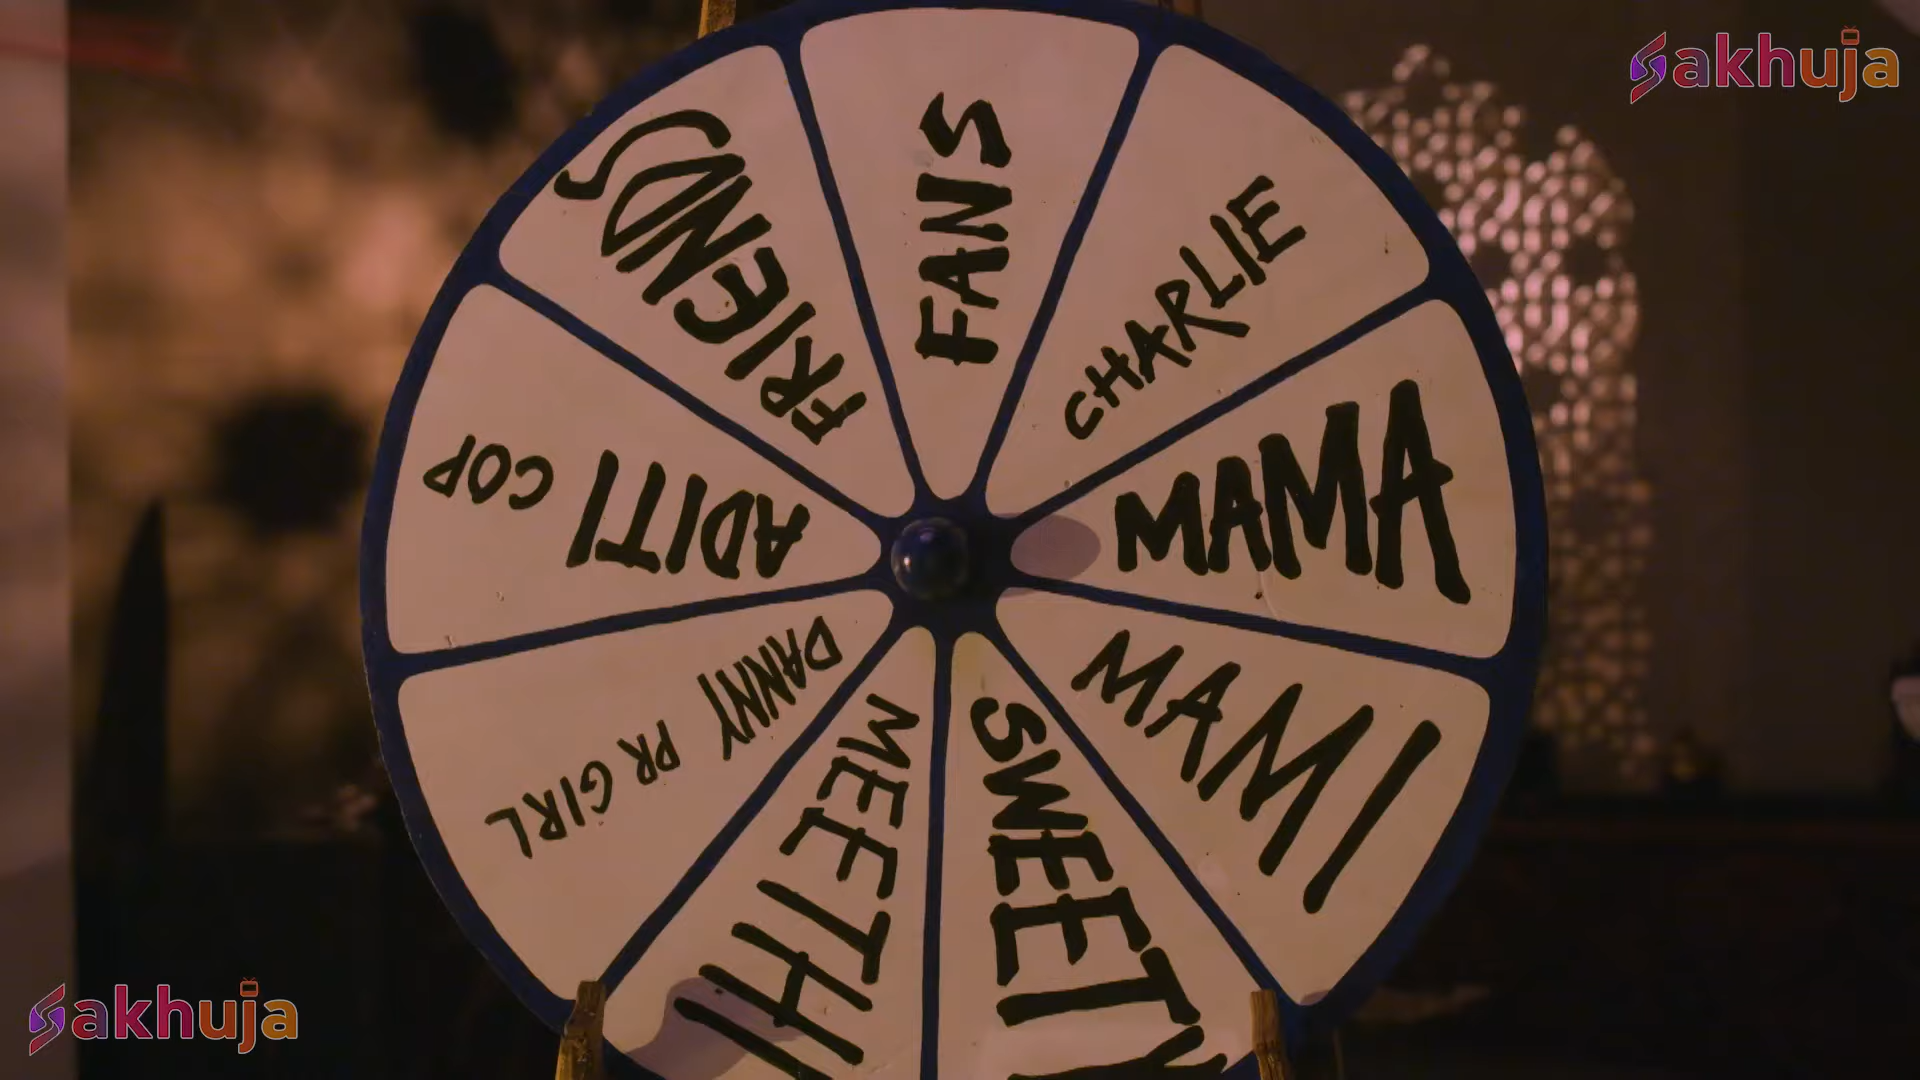 Sakhuja
FANS
CHARLIE
MAMA
MAMI
SWEETY
MEETHI
DANNY PR GIRL
ADITI COP
FRIENDS
Sakhuja